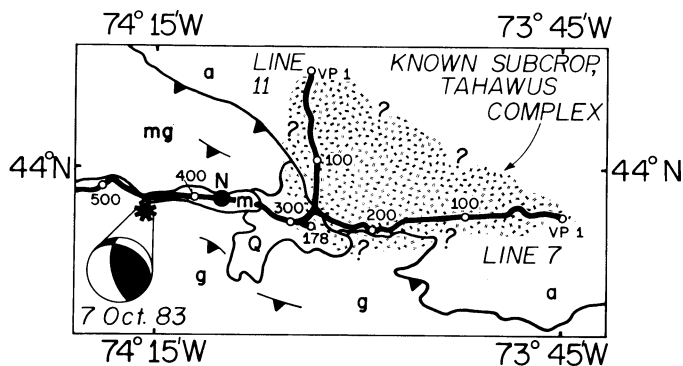 74°15'W
73°45'W
LINE
11
VP 1
KNOWN SUBCROP,
TAHAWUS
COMPLEX
a
?
mg
?
?
44°N
44°N
100
400
N
m
500
300
178
200
100
?
VP 1
LINE 7
Q
?
?
g
g
a
7 Oct. 83
74°15'W
73°45'W